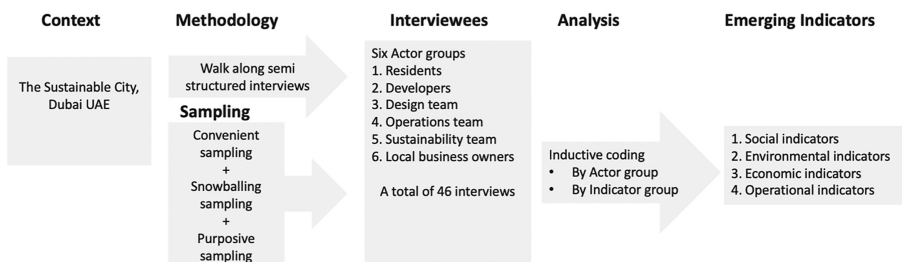 Context
The Sustainable City,
Dubai UAE
Methodology
Walk along semi
structured interviews
Sampling
Convenient
sampling
+
Snowballing
sampling
+
Purposive
sampling
Interviewees
Six Actor groups
1. Residents
2. Developers
3. Design team
4. Operations team
5. Sustainability team
6. Local business owners
A total of 46 interviews
Analysis
Inductive coding
• By Actor group
• By Indicator group
Emerging Indicators
1. Social indicators
2. Environmental indicators
3. Economic indicators
4. Operational indicators